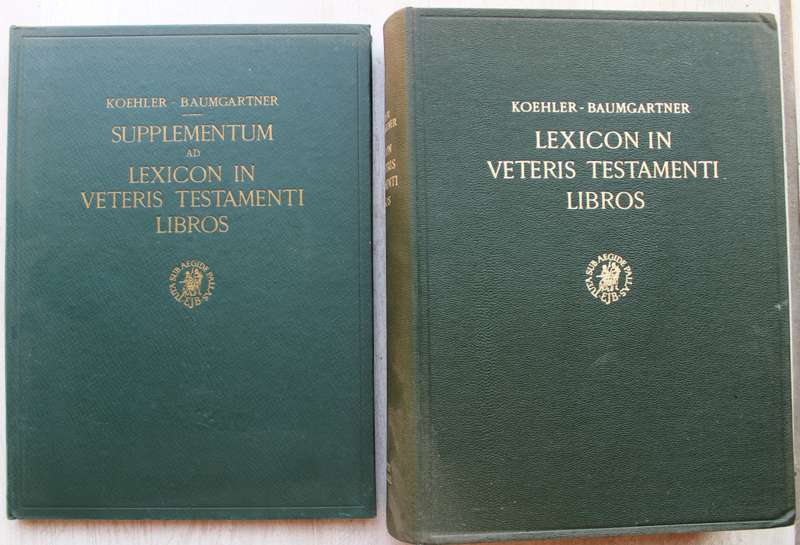 KOEHLER - BAUMGARTNER
SUPPLEMENTUM
AD
LEXICON IN
VETERIS TESTAMENTI
LIBROS
TUTA SUB AEGIDE PALLAS
EJB
KOEHLER - BAUMGARTNER
LEXICON IN
VETERIS TESTAMENTI
LIBROS
TUTA SUB AEGIDE PALLAS
EJB